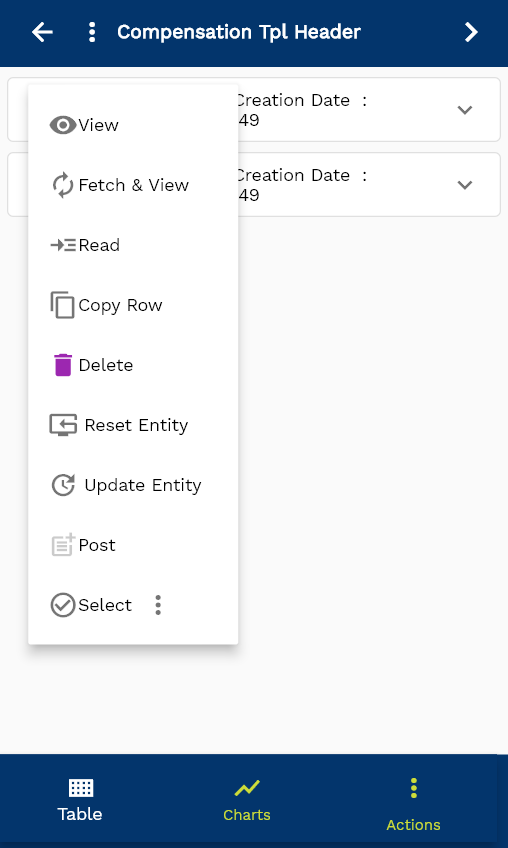 Compensation Tpl Header
Creation Date :
49
Creation Date :
49
View
Fetch & View
Read
Copy Row
Delete
Reset Entity
Update Entity
Post
Select
Table
Charts
Actions